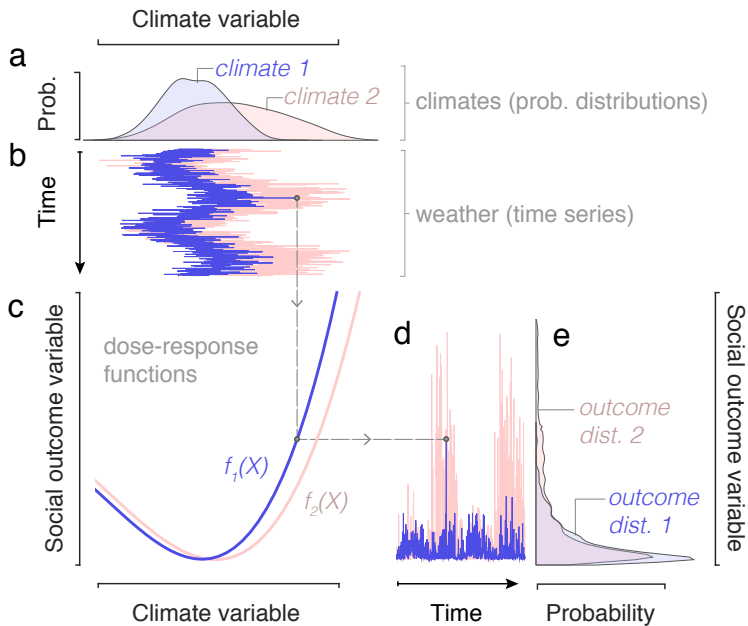 Climate variable
a
Prob.
climate 1
climate 2
climates (prob. distributions)
b
Time
weather (time series)
c
Social outcome variable
dose-response
functions
f1(X)
f2(X)
Climate variable
d
Time
e
outcome
dist. 2
outcome
dist. 1
Probability
Social outcome variable